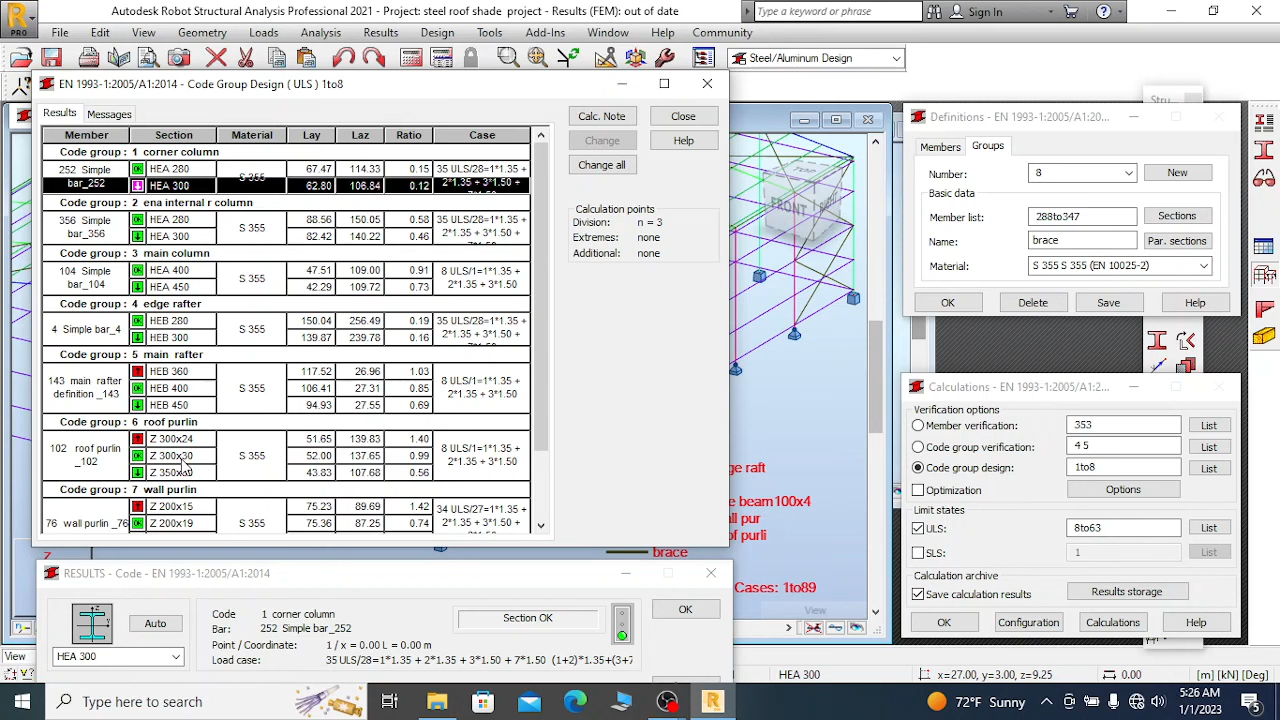 Autodesk Robot Structural Analysis Professional 2021 - Project: steel roof shade project - Results (FEM): out of date
Type a keyword or phrase
Sign In
PRO
File Edit View Geometry Loads Analysis Results Design Tools Add-Ins Window Help Community
Steel/Aluminum Design
EN 1993-1:2005/A1:2014 - Code Group Design ( ULS ) 1to8
Results Messages
Member Section Material Lay Laz Ratio Case
Code group : 1 corner column
252 Simple bar_252 OK HEA 280 S 355 67.47 114.33 0.15 35 ULS/28=1*1.35 + 2*1.35 + 3*1.50 +
HEA 300 62.80 106.84 0.12
Code group : 2 ena internal r column
356 Simple bar_356 OK HEA 280 S 355 88.56 150.05 0.58 35 ULS/28=1*1.35 + 2*1.35 + 3*1.50 +
HEA 300 82.42 140.22 0.46
Code group : 3 main column
104 Simple bar_104 OK HEA 400 S 355 47.51 109.00 0.91 8 ULS/1=1*1.35 + 2*1.35 + 3*1.50
HEA 450 42.29 109.72 0.73
Code group : 4 edge rafter
4 Simple bar_4 OK HEB 280 S 355 150.04 256.49 0.19 35 ULS/28=1*1.35 + 2*1.35 + 3*1.50 +
HEB 300 139.87 239.78 0.16
Code group : 5 main rafter
143 main rafter definition _143 HEB 360 S 355 117.52 26.96 1.03 8 ULS/1=1*1.35 + 2*1.35 + 3*1.50
OK HEB 400 106.41 27.31 0.85
HEB 450 94.93 27.55 0.69
Code group : 6 roof purlin
102 roof purlin _102 Z 300x24 S 355 51.65 139.83 1.40 8 ULS/1=1*1.35 + 2*1.35 + 3*1.50
OK Z 300x30 52.00 137.65 0.99
Z 350x30 43.83 107.68 0.56
Code group : 7 wall purlin
76 wall purlin _76 Z 200x15 S 355 75.23 89.69 1.42 34 ULS/27=1*1.35 + 2*1.35 + 3*1.50 +
OK Z 200x19 75.36 87.25 0.74
Calc. Note Close
Change Help
Change all
Calculation points
Division: n = 3
Extremes: none
Additional: none
TOP
FRONT
RIGHT
ge raft
e beam100x4
ll pur
of purli
brace
Cases: 1to89
View
Stru...
Definitions - EN 1993-1:2005/A1:20...
Members Groups
Number: 8 New
Basic data
Member list: 288to347 Sections
Name: brace Par. sections
Material: S 355 S 355 (EN 10025-2)
OK Delete Save Help
Calculations - EN 1993-1:2005/A1:2...
Verification options
Member verification: 353 List
Code group verification: 4 5 List
Code group design: 1to8 List
Optimization Options
Limit states
ULS: 8to63 List
SLS: 1 List
Calculation archive
Save calculation results Results storage
OK Configuration Calculations Help
RESULTS - Code - EN 1993-1:2005/A1:2014
Auto
HEA 300
Code 1 corner column
Bar: 252 Simple bar_252
Point / Coordinate: 1 / x = 0.00 L = 0.00 m
Load case: 35 ULS/28=1*1.35 + 2*1.35 + 3*1.50 + 7*1.50 (1+2)*1.35+(3+7
Section OK
OK
View
HEA 300 x=27.00, y=3.00, z=9.25 0.00 [m] [kN] [Deg]
Type here to search
72°F Sunny
5:26 AM
1/1/2023
5